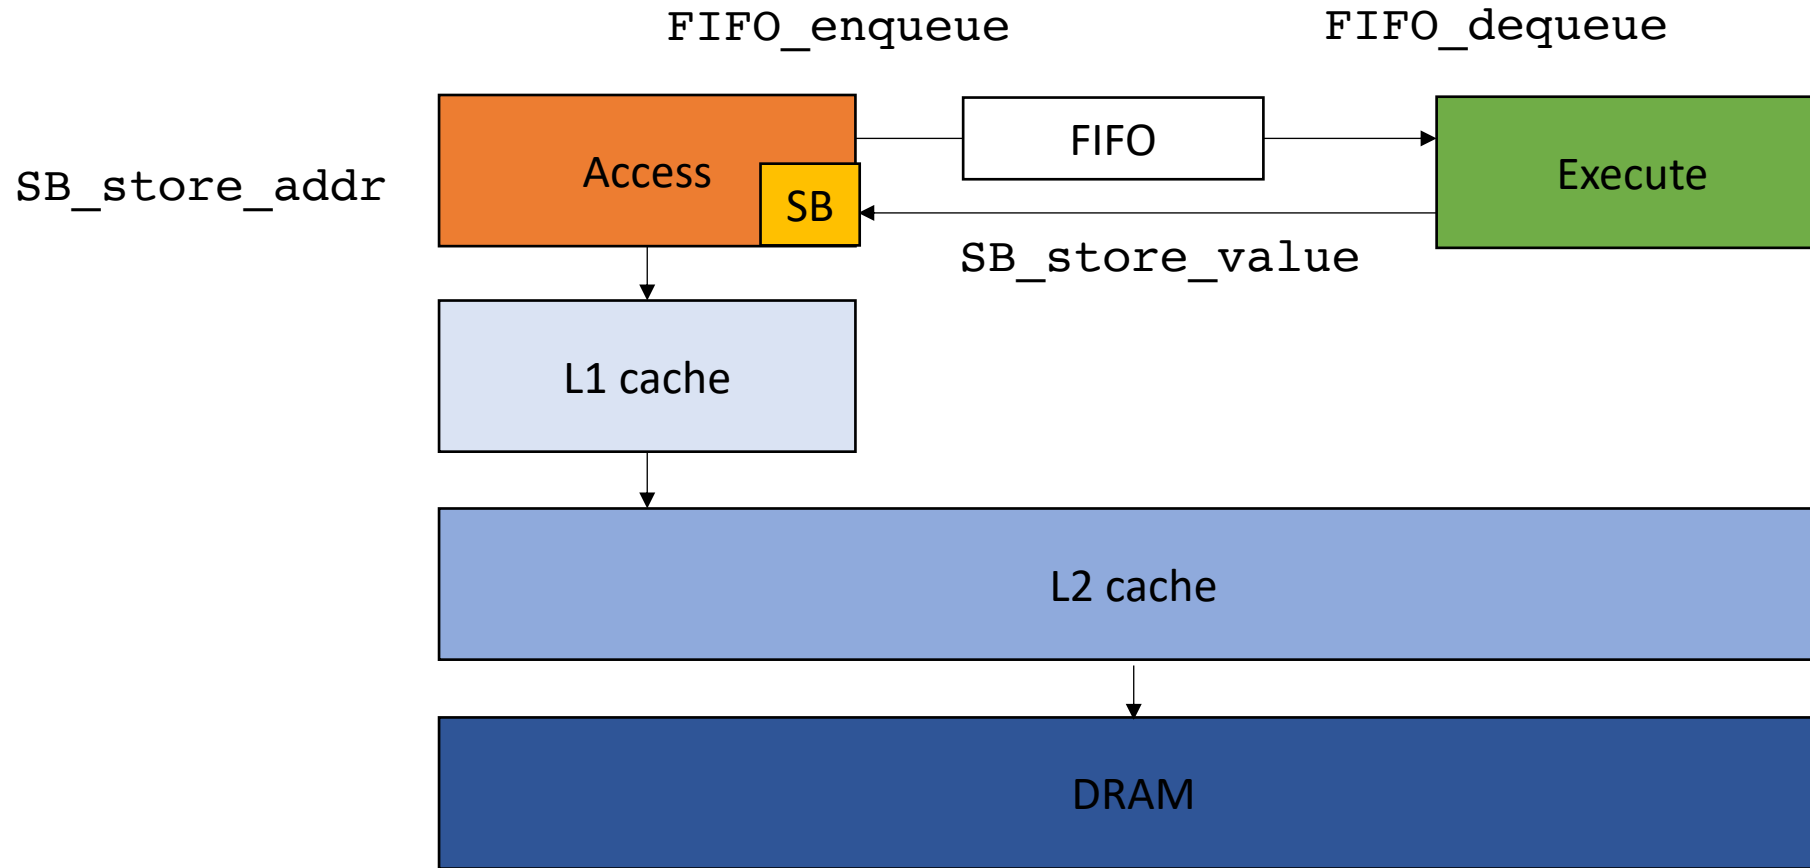 FIFO_enqueue
FIFO_dequeue
Access
FIFO
Execute
SB_store_addr
SB
SB_store_value
L1 cache
L2 cache
DRAM